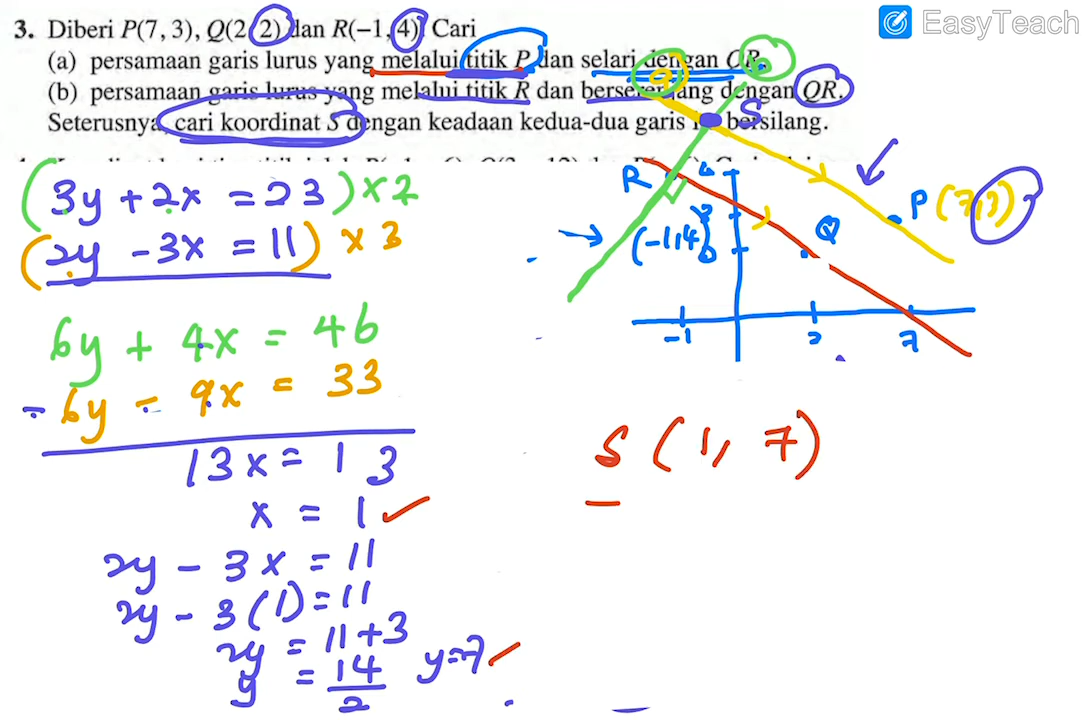 EasyTeach
3. Diberi P(7, 3), Q(2, 2) dan R(−1, 4). Cari
(a) persamaan garis lurus yang melalui titik P dan selari dengan QR.
(b) persamaan garis lurus yang melalui titik R dan berserenjang dengan QR.
Seterusnya, cari koordinat S dengan keadaan kedua-dua garis bersilang.
(3y + 2x = 23) × 2
(2y - 3x = 11) × 3
6y + 4x = 46
- 6y - 9x = 33
13x = 13
x = 1 ✓
2y - 3x = 11
2y - 3(1) = 11
2y = 11 + 3
y = 14/2 y = 7 ✓
a
b
S
R
4
3
P (7, 3)
(-1, 4)
Q
-1
2
7
S (1, 7)